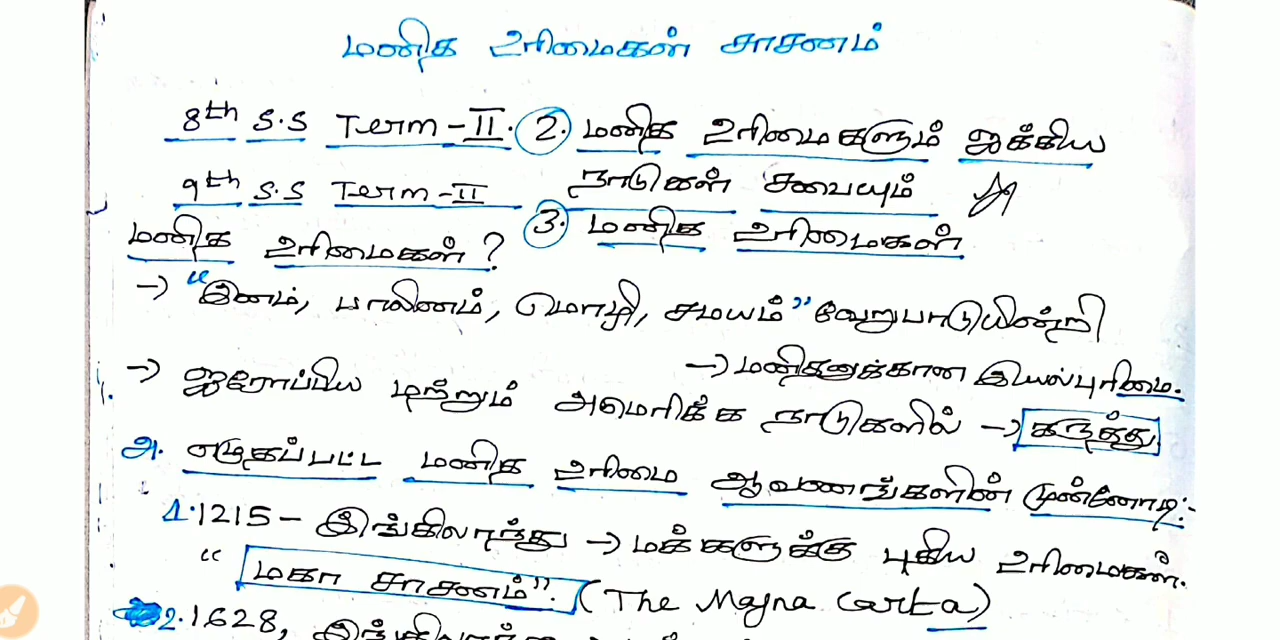 மனித உரிமைகள் சாசனம்
8th S.S Term-II. 2. மனித உரிமைகளும் ஐக்கிய
நாடுகள் சபையும்
9th S.S Term-II 3. மனித உரிமைகள்
மனித உரிமைகள்?
→ "இனம், பாலினம், மொழி, சமயம்" வேறுபாடுயின்றி
→ மனிதனுக்கான இயல்புரிமை.
→ ஐரோப்பிய மற்றும் அமெரிக்க நாடுகளில் → கருத்து
அ. எழுதப்பட்ட மனித உரிமை ஆவணங்களின் முன்னோடி:-
1. 1215 - இங்கிலாந்து → மக்களுக்கு புதிய உரிமைகள்.
"மகா சாசனம்". (The Magna Carta)
2. 1628,